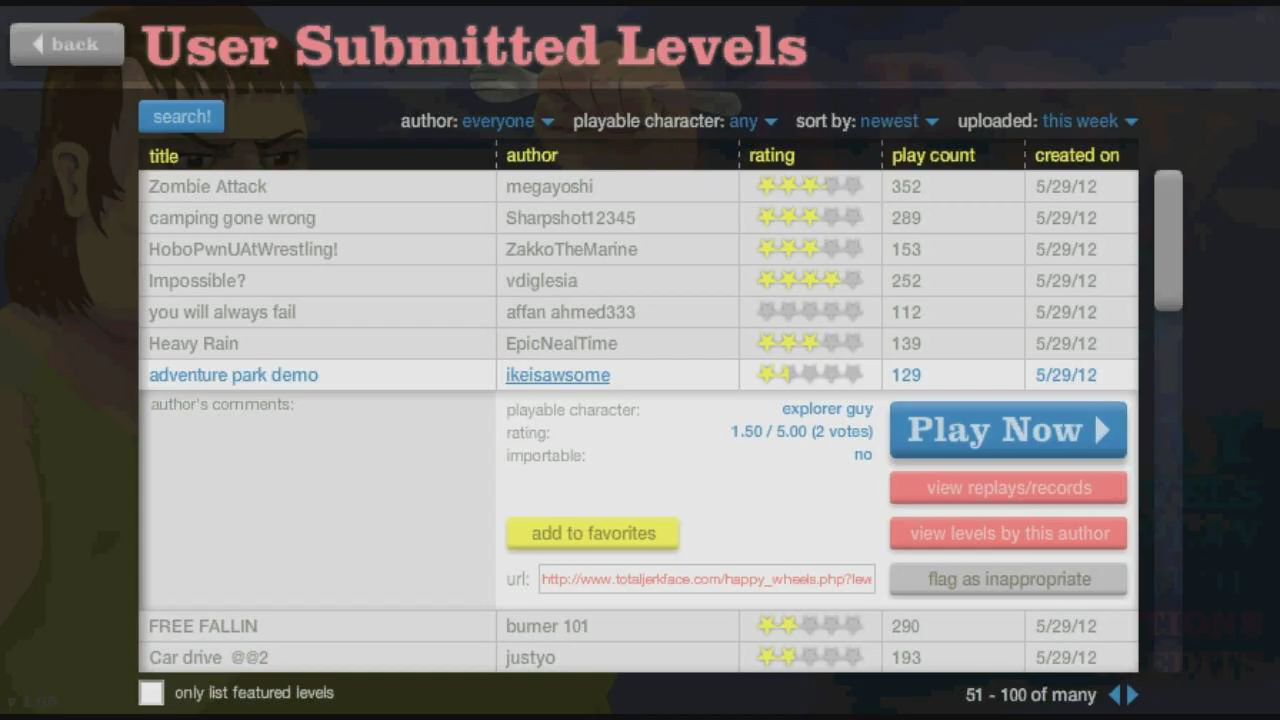 back
User Submitted Levels
search!
author: everyone playable character: any sort by: newest uploaded: this week
title author rating play count created on
Zombie Attack megayoshi 352 5/29/12
camping gone wrong Sharpshot12345 289 5/29/12
HoboPwnUAtWrestling! ZakkoTheMarine 153 5/29/12
Impossible? vdiglesia 252 5/29/12
you will always fail affan ahmed333 112 5/29/12
Heavy Rain EpicNealTime 139 5/29/12
adventure park demo ikeisawsome 129 5/29/12
author's comments:
playable character: explorer guy
rating: 1.50 / 5.00 (2 votes)
importable: no
Play Now
view replays/records
add to favorites
view levels by this author
url: http://www.totaljerkface.com/happy_wheels.php?leve
flag as inappropriate
FREE FALLIN burner 101 290 5/29/12
Car drive @@2 justyo 193 5/29/12
only list featured levels
51 - 100 of many